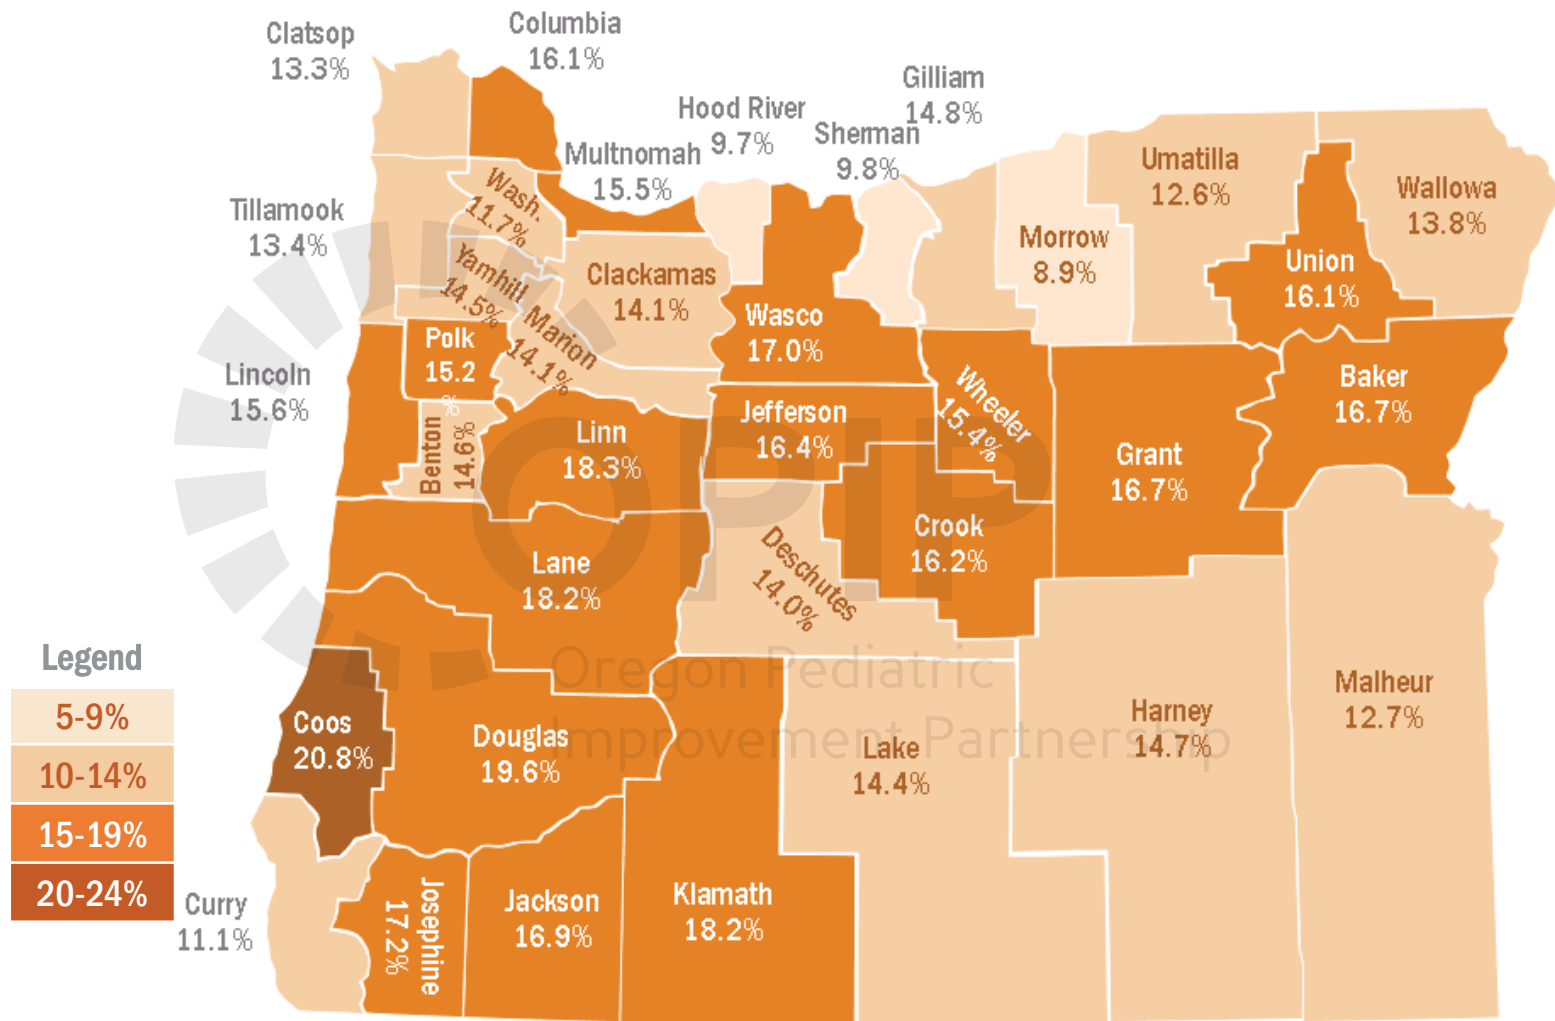 Clatsop
13.3%
Columbia
16.1%
Hood River
9.7%
Gilliam
14.8%
Sherman
9.8%
Multnomah
15.5%
Tillamook
13.4%
Wash.
11.7%
Umatilla
12.6%
Wallowa
13.8%
Morrow
8.9%
Union
16.1%
Yamhill
14.5%
Clackamas
14.1%
Marion
14.1%
Wasco
17.0%
Polk
15.2
%
Lincoln
15.6%
Benton
14.6%
Linn
18.3%
Jefferson
16.4%
Wheeler
15.4%
Grant
16.7%
Baker
16.7%
Lane
18.2%
Deschutes
14.0%
Crook
16.2%
OPIP
Oregon Pediatric
Improvement Partnership
Legend
5-9%
10-14%
15-19%
20-24%
Coos
20.8%
Douglas
19.6%
Lake
14.4%
Harney
14.7%
Malheur
12.7%
Curry
11.1%
Josephine
17.2%
Jackson
16.9%
Klamath
18.2%